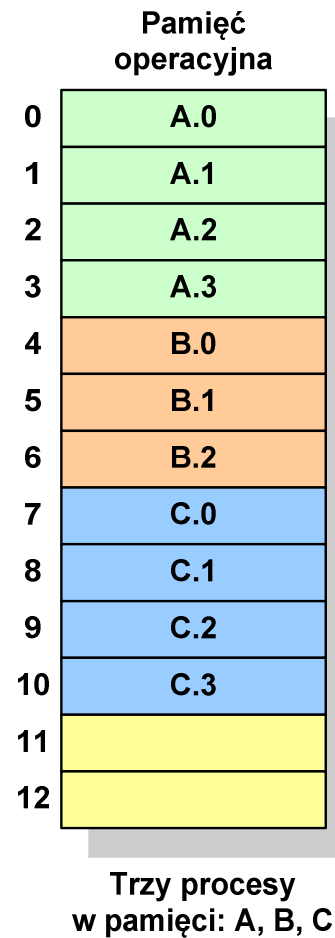 Pamięć
operacyjna
0 A.0
1 A.1
2 A.2
3 A.3
4 B.0
5 B.1
6 B.2
7 C.0
8 C.1
9 C.2
10 C.3
11
12
Trzy procesy
w pamięci: A, B, C